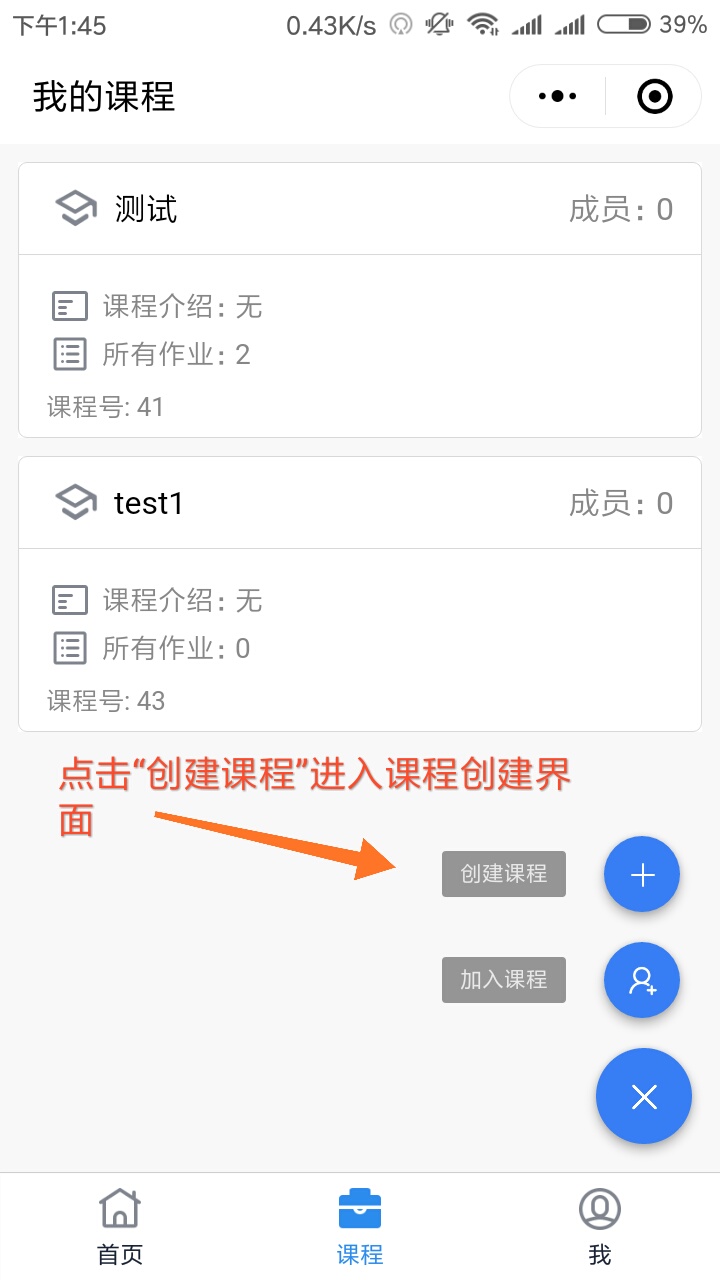 下午1:45
0.43K/s
39%
我的课程
测试
成员: 0
课程介绍: 无
所有作业: 2
课程号: 41
test1
成员: 0
课程介绍: 无
所有作业: 0
课程号: 43
点击“创建课程”进入课程创建界
面
创建课程
加入课程
首页
课程
我